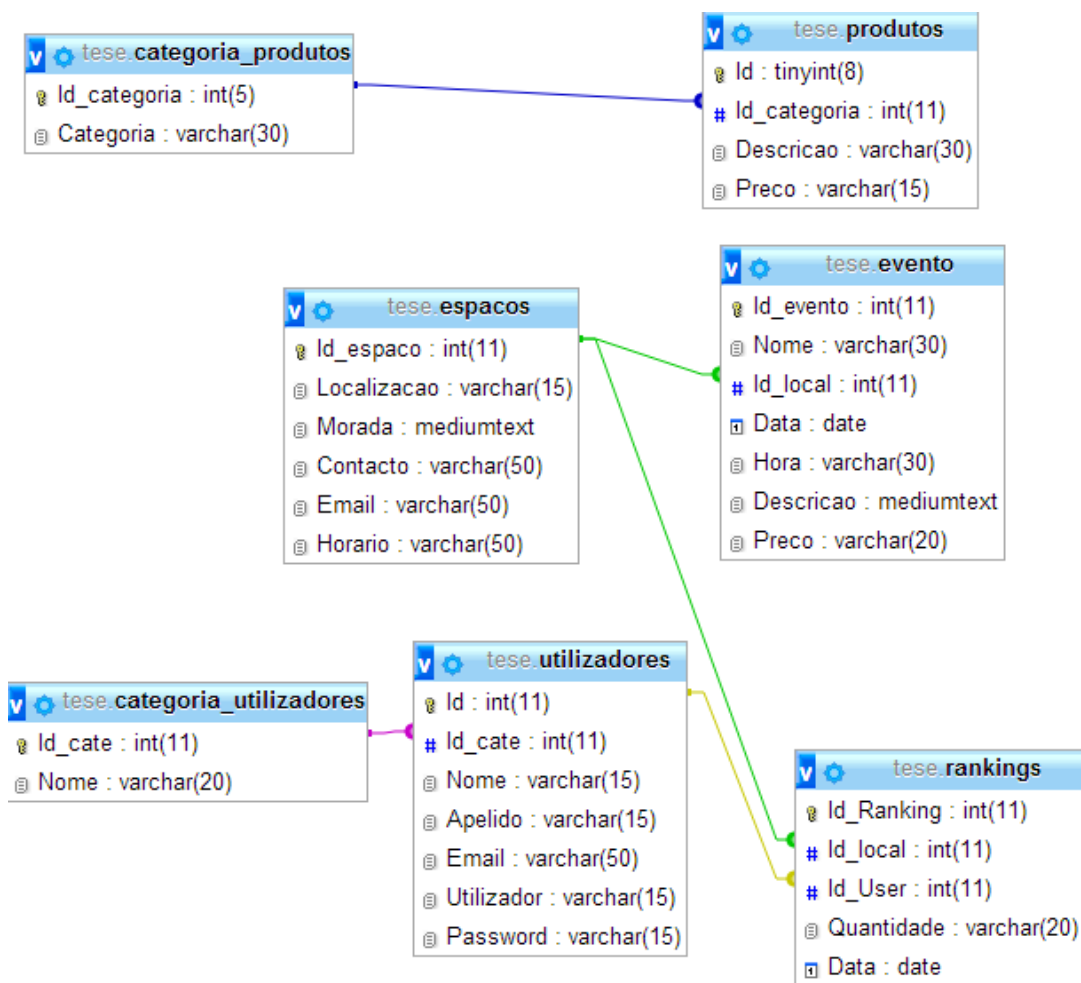 tese.categoria_produtos
Id_categoria : int(5)
Categoria : varchar(30)
tese.produtos
Id : tinyint(8)
Id_categoria : int(11)
Descricao : varchar(30)
Preco : varchar(15)
tese.espacos
Id_espaco : int(11)
Localizacao : varchar(15)
Morada : mediumtext
Contacto : varchar(50)
Email : varchar(50)
Horario : varchar(50)
tese.evento
Id_evento : int(11)
Nome : varchar(30)
Id_local : int(11)
Data : date
Hora : varchar(30)
Descricao : mediumtext
Preco : varchar(20)
tese.categoria_utilizadores
Id_cate : int(11)
Nome : varchar(20)
tese.utilizadores
Id : int(11)
Id_cate : int(11)
Nome : varchar(15)
Apelido : varchar(15)
Email : varchar(50)
Utilizador : varchar(15)
Password : varchar(15)
tese.rankings
Id_Ranking : int(11)
Id_local : int(11)
Id_User : int(11)
Quantidade : varchar(20)
Data : date